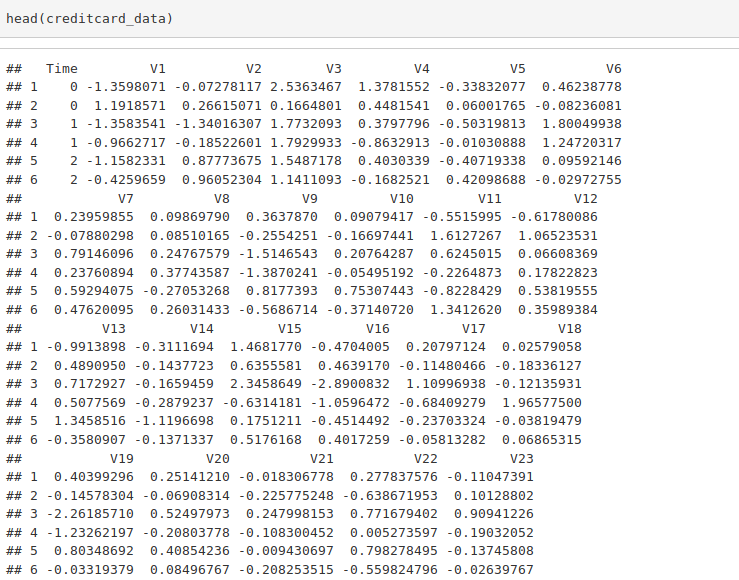 head(creditcard_data)
##   Time         V1          V2        V3         V4          V5          V6
## 1    0 -1.3598071 -0.07278117 2.5363467  1.3781552 -0.33832077  0.46238778
## 2    0  1.1918571  0.26615071 0.1664801  0.4481541  0.06001765 -0.08236081
## 3    1 -1.3583541 -1.34016307 1.7732093  0.3797796 -0.50319813  1.80049938
## 4    1 -0.9662717 -0.18522601 1.7929933 -0.8632913 -0.01030888  1.24720317
## 5    2 -1.1582331  0.87773675 1.5487178  0.4030339 -0.40719338  0.09592146
## 6    2 -0.4259659  0.96052304 1.1411093 -0.1682521  0.42098688 -0.02972755
##            V7          V8         V9         V10        V11         V12
## 1  0.23959855  0.09869790  0.3637870  0.09079417 -0.5515995 -0.61780086
## 2 -0.07880298  0.08510165 -0.2554251 -0.16697441  1.6127267  1.06523531
## 3  0.79146096  0.24767579 -1.5146543  0.20764287  0.6245015  0.06608369
## 4  0.23760894  0.37743587 -1.3870241 -0.05495192 -0.2264873  0.17822823
## 5  0.59294075 -0.27053268  0.8177393  0.75307443 -0.8228429  0.53819555
## 6  0.47620095  0.26031433 -0.5686714 -0.37140720  1.3412620  0.35989384
##          V13        V14        V15        V16         V17         V18
## 1 -0.9913898 -0.3111694  1.4681770 -0.4704005  0.20797124  0.02579058
## 2  0.4890950 -0.1437723  0.6355581  0.4639170 -0.11480466 -0.18336127
## 3  0.7172927 -0.1659459  2.3458649 -2.8900832  1.10996938 -0.12135931
## 4  0.5077569 -0.2879237 -0.6314181 -1.0596472 -0.68409279  1.96577500
## 5  1.3458516 -1.1196698  0.1751211 -0.4514492 -0.23703324 -0.03819479
## 6 -0.3580907 -0.1371337  0.5176168  0.4017259 -0.05813282  0.06865315
##           V19         V20          V21          V22         V23
## 1  0.40399296  0.25141210 -0.018306778  0.277837576 -0.11047391
## 2 -0.14578304 -0.06908314 -0.225775248 -0.638671953  0.10128802
## 3 -2.26185710  0.52497973  0.247998153  0.771679402  0.90941226
## 4 -1.23262197 -0.20803778 -0.108300452  0.005273597 -0.19032052
## 5  0.80348692  0.40854236 -0.009430697  0.798278495 -0.13745808
## 6 -0.03319379  0.08496767 -0.208253515 -0.559824796 -0.02639767